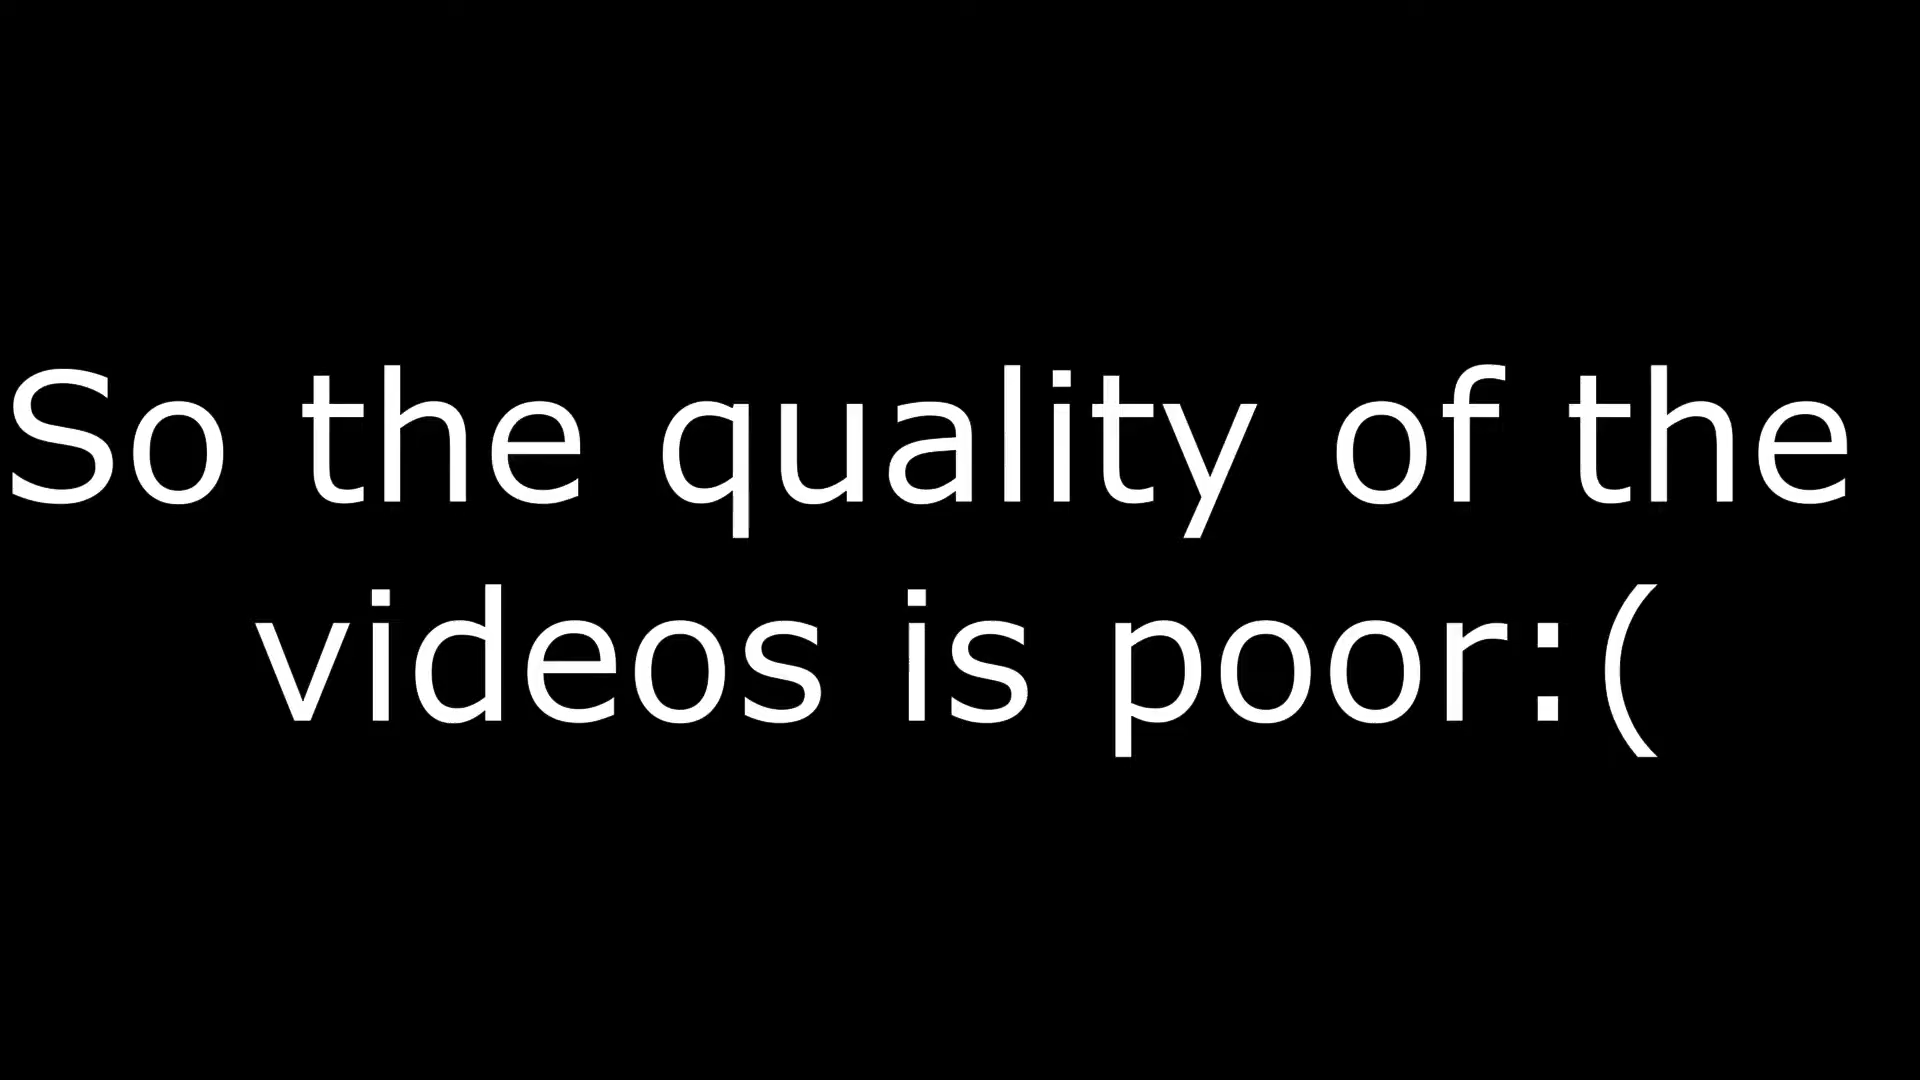 So the quality of the
videos is poor:(